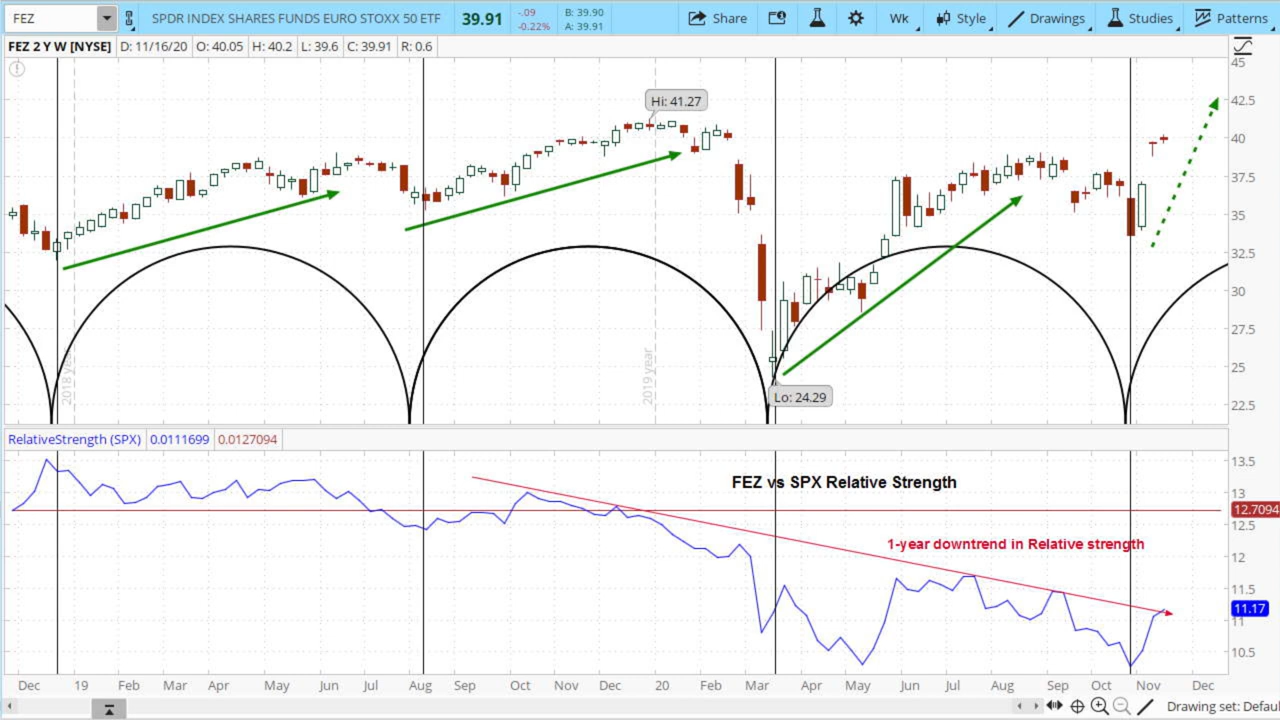 FEZ SPDR INDEX SHARES FUNDS EURO STOXX 50 ETF 39.91 -.09 B: 39.90 Share Wk Style Drawings Studies Patterns
-0.22% A: 39.91
FEZ 2 Y W [NYSE] D: 11/16/20 O: 40.05 H: 40.2 L: 39.6 C: 39.91 R: 0.6
45
Hi: 41.27
42.5
40
37.5
35
32.5
30
27.5
25
2018 year
2019 year
Lo: 24.29
22.5
RelativeStrength (SPX) 0.0111699 0.0127094
13.5
FEZ vs SPX Relative Strength
13
12.7094
12.5
1-year downtrend in Relative strength
12
11.5
11.17
11
10.5
Dec 19 Feb Mar Apr May Jun Jul Aug Sep Oct Nov Dec 20 Feb Mar Apr May Jun Jul Aug Sep Oct Nov Dec
Drawing set: Defau